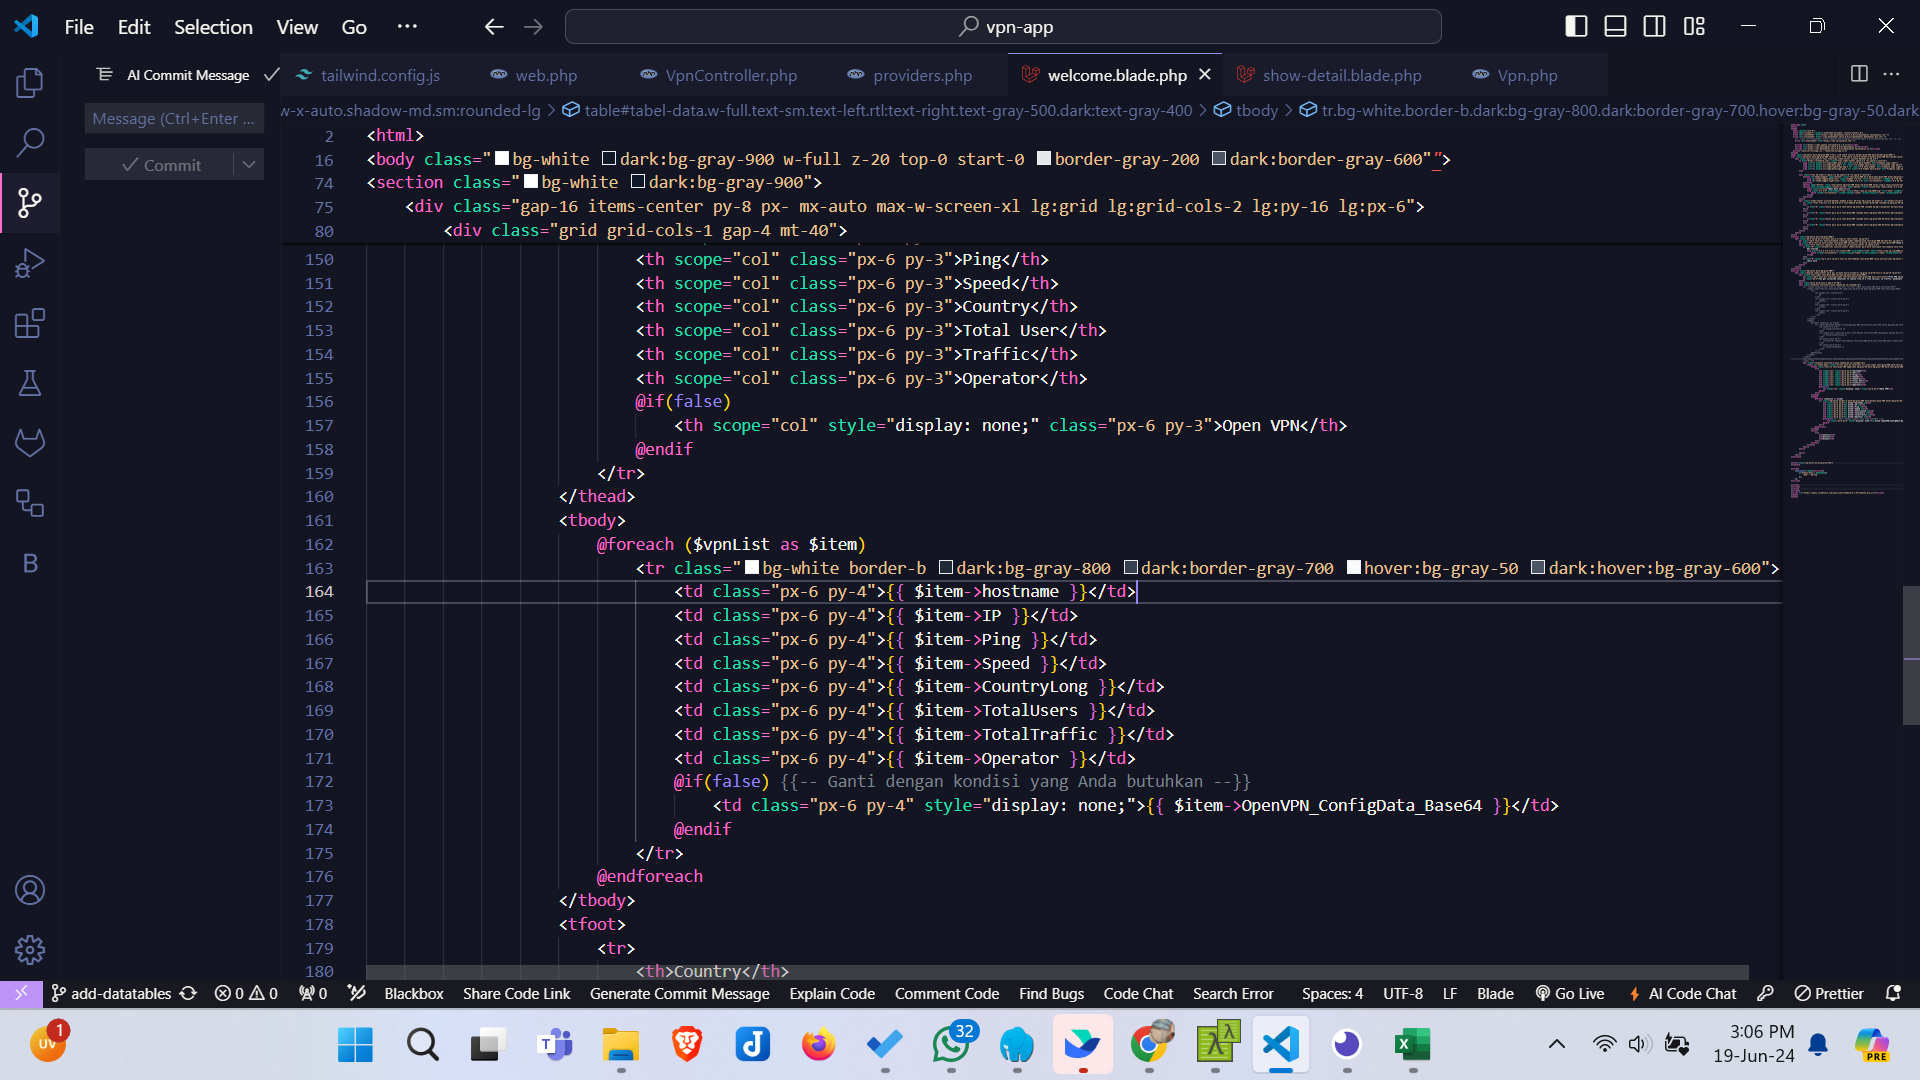 File Edit Selection View Go ··· vpn-app
AI Commit Message
tailwind.config.js web.php VpnController.php providers.php welcome.blade.php show-detail.blade.php Vpn.php
Message (Ctrl+Enter ...
Commit
w-x-auto.shadow-md.sm:rounded-lg > table#tabel-data.w-full.text-sm.text-left.rtl:text-right.text-gray-500.dark:text-gray-400 > tbody > tr.bg-white.border-b.dark:bg-gray-800.dark:border-gray-700.hover:bg-gray-50.dark
2 <html>
16 <body class="bg-white dark:bg-gray-900 w-full z-20 top-0 start-0 border-gray-200 dark:border-gray-600"">
74 <section class="bg-white dark:bg-gray-900">
75 <div class="gap-16 items-center py-8 px- mx-auto max-w-screen-xl lg:grid lg:grid-cols-2 lg:py-16 lg:px-6">
80 <div class="grid grid-cols-1 gap-4 mt-40">
150 <th scope="col" class="px-6 py-3">Ping</th>
151 <th scope="col" class="px-6 py-3">Speed</th>
152 <th scope="col" class="px-6 py-3">Country</th>
153 <th scope="col" class="px-6 py-3">Total User</th>
154 <th scope="col" class="px-6 py-3">Traffic</th>
155 <th scope="col" class="px-6 py-3">Operator</th>
156 @if(false)
157 <th scope="col" style="display: none;" class="px-6 py-3">Open VPN</th>
158 @endif
159 </tr>
160 </thead>
161 <tbody>
162 @foreach ($vpnList as $item)
163 <tr class="bg-white border-b dark:bg-gray-800 dark:border-gray-700 hover:bg-gray-50 dark:hover:bg-gray-600">
164 <td class="px-6 py-4">{{ $item->hostname }}</td>
165 <td class="px-6 py-4">{{ $item->IP }}</td>
166 <td class="px-6 py-4">{{ $item->Ping }}</td>
167 <td class="px-6 py-4">{{ $item->Speed }}</td>
168 <td class="px-6 py-4">{{ $item->CountryLong }}</td>
169 <td class="px-6 py-4">{{ $item->TotalUsers }}</td>
170 <td class="px-6 py-4">{{ $item->TotalTraffic }}</td>
171 <td class="px-6 py-4">{{ $item->Operator }}</td>
172 @if(false) {{-- Ganti dengan kondisi yang Anda butuhkan --}}
173 <td class="px-6 py-4" style="display: none;">{{ $item->OpenVPN_ConfigData_Base64 }}</td>
174 @endif
175 </tr>
176 @endforeach
177 </tbody>
178 <tfoot>
179 <tr>
180 <th>Country</th>
B
add-datatables 0 0 0 Blackbox Share Code Link Generate Commit Message Explain Code Comment Code Find Bugs Code Chat Search Error Spaces: 4 UTF-8 LF Blade Go Live AI Code Chat Prettier
UV 1 32 3:06 PM
19-Jun-24
PRE